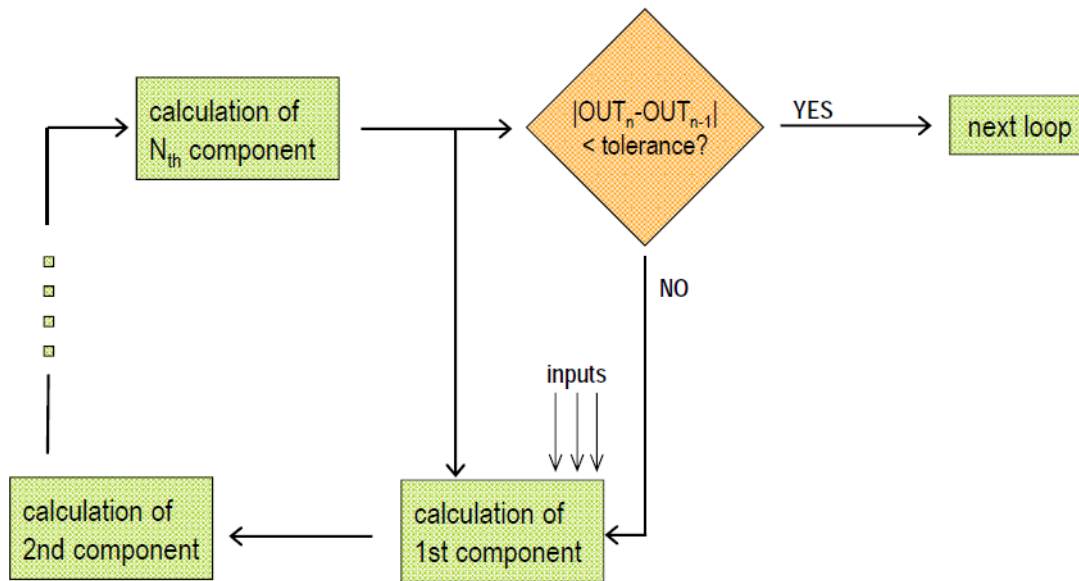 calculation of
Nth component
|OUTn-OUTn-1|
< tolerance?
YES
next loop
NO
inputs
calculation of
2nd component
calculation of
1st component